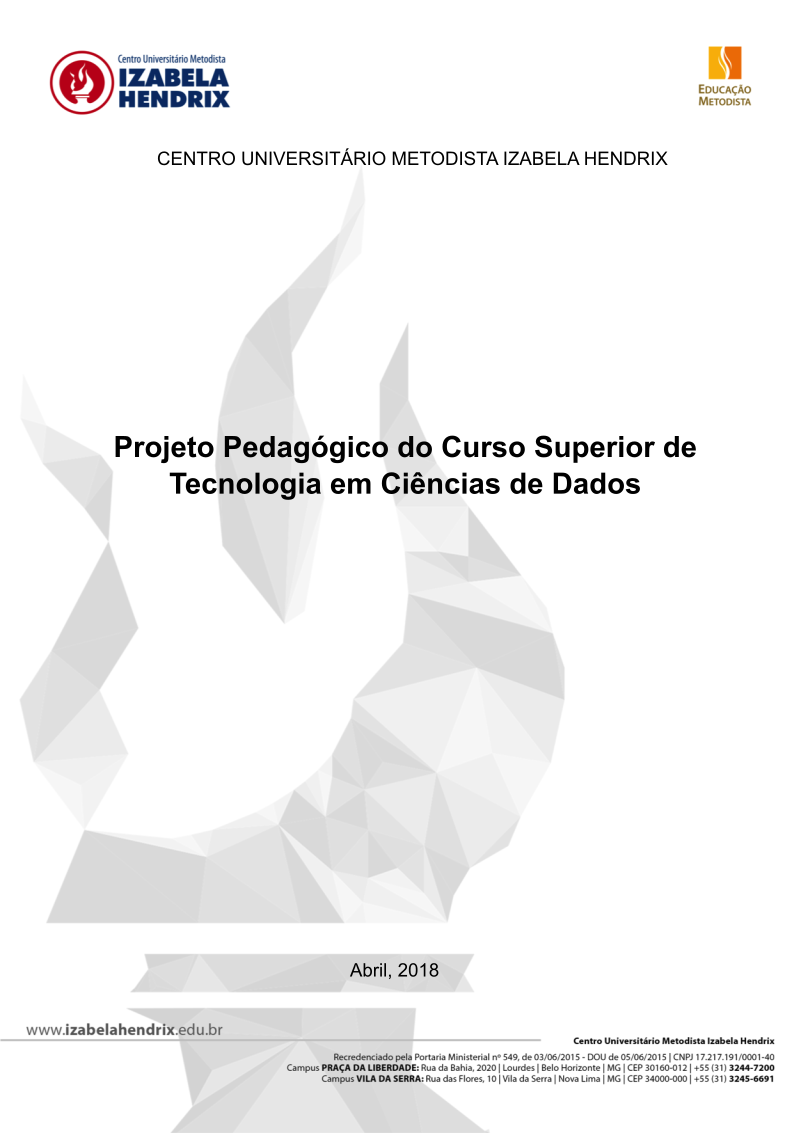 Centro Universitário Metodista
IZABELA
HENDRIX
EDUCAÇÃO
METODISTA
CENTRO UNIVERSITÁRIO METODISTA IZABELA HENDRIX
Projeto Pedagógico do Curso Superior de
Tecnologia em Ciências de Dados
Abril, 2018
www.izabelahendrix.edu.br
Centro Universitário Metodista Izabela Hendrix
Recredenciado pela Portaria Ministerial nº 549, de 03/06/2015 - DOU de 05/06/2015 | CNPJ 17.217.191/0001-40
Campus PRAÇA DA LIBERDADE: Rua da Bahia, 2020 | Lourdes | Belo Horizonte | MG | CEP 30160-012 | +55 (31) 3244-7200
Campus VILA DA SERRA: Rua das Flores, 10 | Vila da Serra | Nova Lima | MG | CEP 34000-000 | +55 (31) 3245-6691